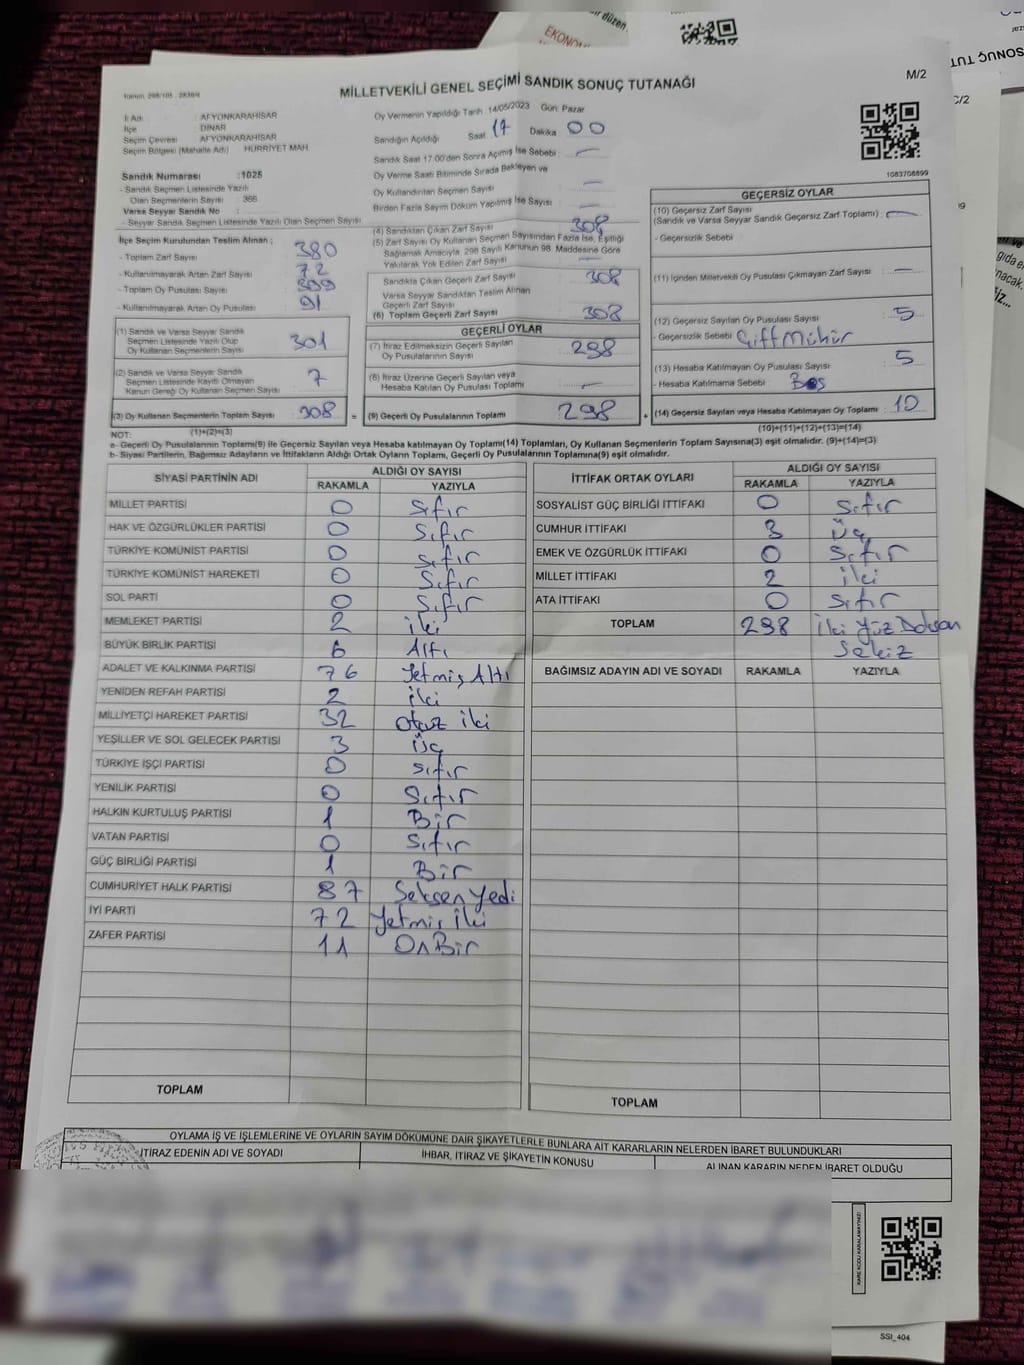 düzen
EKONOMİ
SONUÇ TUT
C/2
MİLLETVEKİLİ GENEL SEÇİMİ SANDIK SONUÇ TUTANAĞI
M/2
İl Adı : AFYONKARAHİSAR
İlçe : DİNAR
Seçim Çevresi : AFYONKARAHİSAR
Seçim Bölgesi (Mahalle Adı) : HÜRRİYET MAH.
Sandık Numarası : 1025
- Sandık Seçmen Listesinde Yazılı
Olan Seçmenlerin Sayısı : 366
Varsa Seyyar Sandık No :
- Seyyar Sandık Seçmen Listesinde Yazılı Olan Seçmen Sayısı
Oy Vermenin Yapıldığı Tarih : 14/05/2023 Gün: Pazar
Sandığın Açıldığı Saat 17 Dakika 00
Sandık Saat 17.00'den Sonra Açılmış İse Sebebi : —
Oy Verme Saati Bitiminde Sırada Bekleyen ve
Oy Kullandırılan Seçmen Sayısı : —
Birden Fazla Sayım Döküm Yapılmış İse Sayısı : —
1083708899
İlçe Seçim Kurulundan Teslim Alınan ;
- Toplam Zarf Sayısı : 380
- Kullanılmayarak Artan Zarf Sayısı : 72
- Toplam Oy Pusulası Sayısı : 399
- Kullanılmayarak Artan Oy Pusulası : 91
(1) Sandık ve Varsa Seyyar Sandık
Seçmen Listesinde Yazılı Olup
Oy Kullanan Seçmenlerin Sayısı : 301
(2) Sandık ve Varsa Seyyar Sandık
Seçmen Listesinde Kayıtlı Olmayan
Kanun Gereği Oy Kullanan Seçmen Sayısı : 7
(3) Oy Kullanan Seçmenlerin Toplam Sayısı : 308
(1)+(2)=(3)
(4) Sandıktan Çıkan Zarf Sayısı : 308
(5) Zarf Sayısı Oy Kullanan Seçmen Sayısından Fazla İse, Eşitliği
Sağlamak Amacıyla, 298 Sayılı Kanunun 98. Maddesine Göre
Yakılarak Yok Edilen Zarf Sayısı : —
Sandıkta Çıkan Geçerli Zarf Sayısı : 308
Varsa Seyyar Sandıktan Teslim Alınan
Geçerli Zarf Sayısı
(6) Toplam Geçerli Zarf Sayısı : 308
GEÇERLİ OYLAR
(7) İtiraz Edilmeksizin Geçerli Sayılan
Oy Pusulalarının Sayısı : 298
(8) İtiraz Üzerine Geçerli Sayılan veya
Hesaba Katılan Oy Pusulası Toplamı : —
= (9) Geçerli Oy Pusulalarının Toplamı : 298
GEÇERSİZ OYLAR
(10) Geçersiz Zarf Sayısı
(Sandık ve Varsa Seyyar Sandık Geçersiz Zarf Toplamı) : —
- Geçersizlik Sebebi
(11) İçinden Milletvekili Oy Pusulası Çıkmayan Zarf Sayısı : —
(12) Geçersiz Sayılan Oy Pusulası Sayısı : 5
- Geçersizlik Sebebi Çift Mühür
(13) Hesaba Katılmayan Oy Pusulası Sayısı : 5
- Hesaba Katılmama Sebebi Boş
+ (14) Geçersiz Sayılan veya Hesaba Katılmayan Oy Toplamı : 10
(10)+(11)+(12)+(13)=(14)
NOT:
a- Geçerli Oy Pusulalarının Toplamı(9) ile Geçersiz Sayılan veya Hesaba katılmayan Oy Toplamı(14) Toplamları, Oy Kullanan Seçmenlerin Toplam Sayısına(3) eşit olmalıdır. (9)+(14)=(3)
b- Siyasi Partilerin, Bağımsız Adayların ve İttifakların Aldığı Ortak Oyların Toplamı, Geçerli Oy Pusulalarının Toplamına(9) eşit olmalıdır.
SİYASİ PARTİNİN ADI ALDIĞI OY SAYISI
RAKAMLA YAZIYLA
MİLLET PARTİSİ 0 Sıfır
HAK VE ÖZGÜRLÜKLER PARTİSİ 0 Sıfır
TÜRKİYE KOMÜNİST PARTİSİ 0 Sıfır
TÜRKİYE KOMÜNİST HAREKETİ 0 Sıfır
SOL PARTİ 0 Sıfır
MEMLEKET PARTİSİ 2 iki
BÜYÜK BİRLİK PARTİSİ 6 Altı
ADALET VE KALKINMA PARTİSİ 76 Yetmiş Altı
YENİDEN REFAH PARTİSİ 2 iki
MİLLİYETÇİ HAREKET PARTİSİ 32 otuz iki
YEŞİLLER VE SOL GELECEK PARTİSİ 3 Üç
TÜRKİYE İŞÇİ PARTİSİ 0 sıfır
YENİLİK PARTİSİ 0 Sıfır
HALKIN KURTULUŞ PARTİSİ 1 Bir
VATAN PARTİSİ 0 Sıfır
GÜÇ BİRLİĞİ PARTİSİ 1 Bir
CUMHURİYET HALK PARTİSİ 87 Seksen Yedi
İYİ PARTİ 72 Yetmiş iki
ZAFER PARTİSİ 11 On Bir
TOPLAM
İTTİFAK ORTAK OYLARI ALDIĞI OY SAYISI
RAKAMLA YAZIYLA
SOSYALİST GÜÇ BİRLİĞİ İTTİFAKI 0 Sıfır
CUMHUR İTTİFAKI 3 Üç
EMEK VE ÖZGÜRLÜK İTTİFAKI 0 Sıfır
MİLLET İTTİFAKI 2 iki
ATA İTTİFAKI 0 Sıfır
TOPLAM 298 İki Yüz Doksan
Sekiz
BAĞIMSIZ ADAYIN ADI VE SOYADI RAKAMLA YAZIYLA
TOPLAM
OYLAMA İŞ VE İŞLEMLERİNE VE OYLARIN SAYIM DÖKÜMÜNE DAİR ŞİKAYETLERLE BUNLARA AİT KARARLARIN NELERDEN İBARET BULUNDUKLARI
İTİRAZ EDENİN ADI VE SOYADI İHBAR, İTİRAZ VE ŞİKAYETİN KONUSU ALINAN KARARIN NEDEN İBARET OLDUĞU
KARE KODU KARALAMAYINIZ!
SSI_404